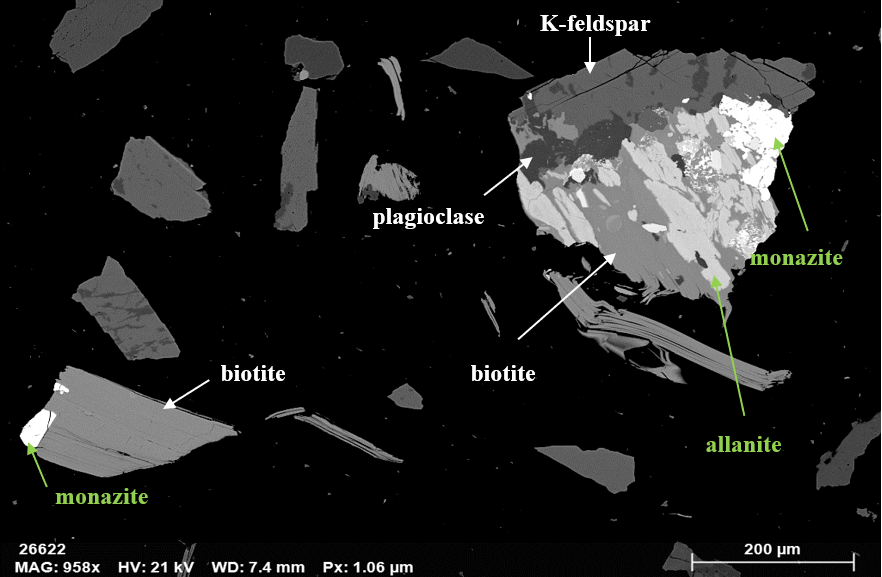 K-feldspar
plagioclase
monazite
biotite
biotite
allanite
monazite
26622
200 µm
MAG: 958x HV: 21 kV WD: 7.4 mm Px: 1.06 µm